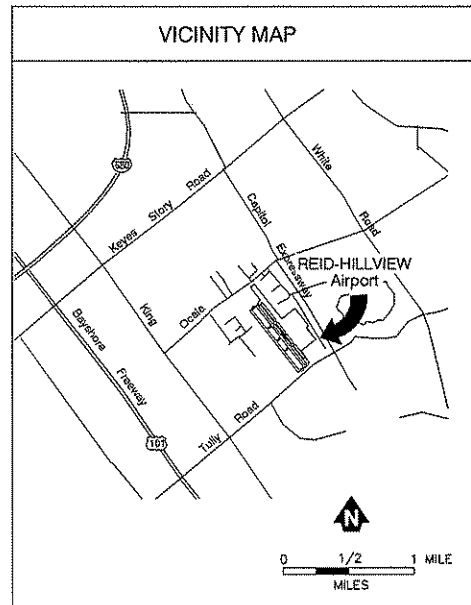 VICINITY MAP
680
Keyes Story Road
Capitol Expressway
White Road
REID-HILLVIEW
Airport
King
Ocala
Bayshore Freeway
101
Tully Road
N
0 1/2 1 MILE
MILES